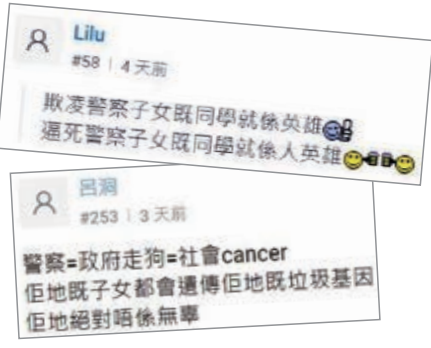 Lilu
#58 | 4 天前
欺凌警察子女既同學就係英雄
逼死警察子女既同學就係人英雄
呂洞
#253 | 3 天前
警察=政府走狗=社會cancer
佢地既子女都會遺傳佢地既垃圾基因
佢地絕對唔係無辜